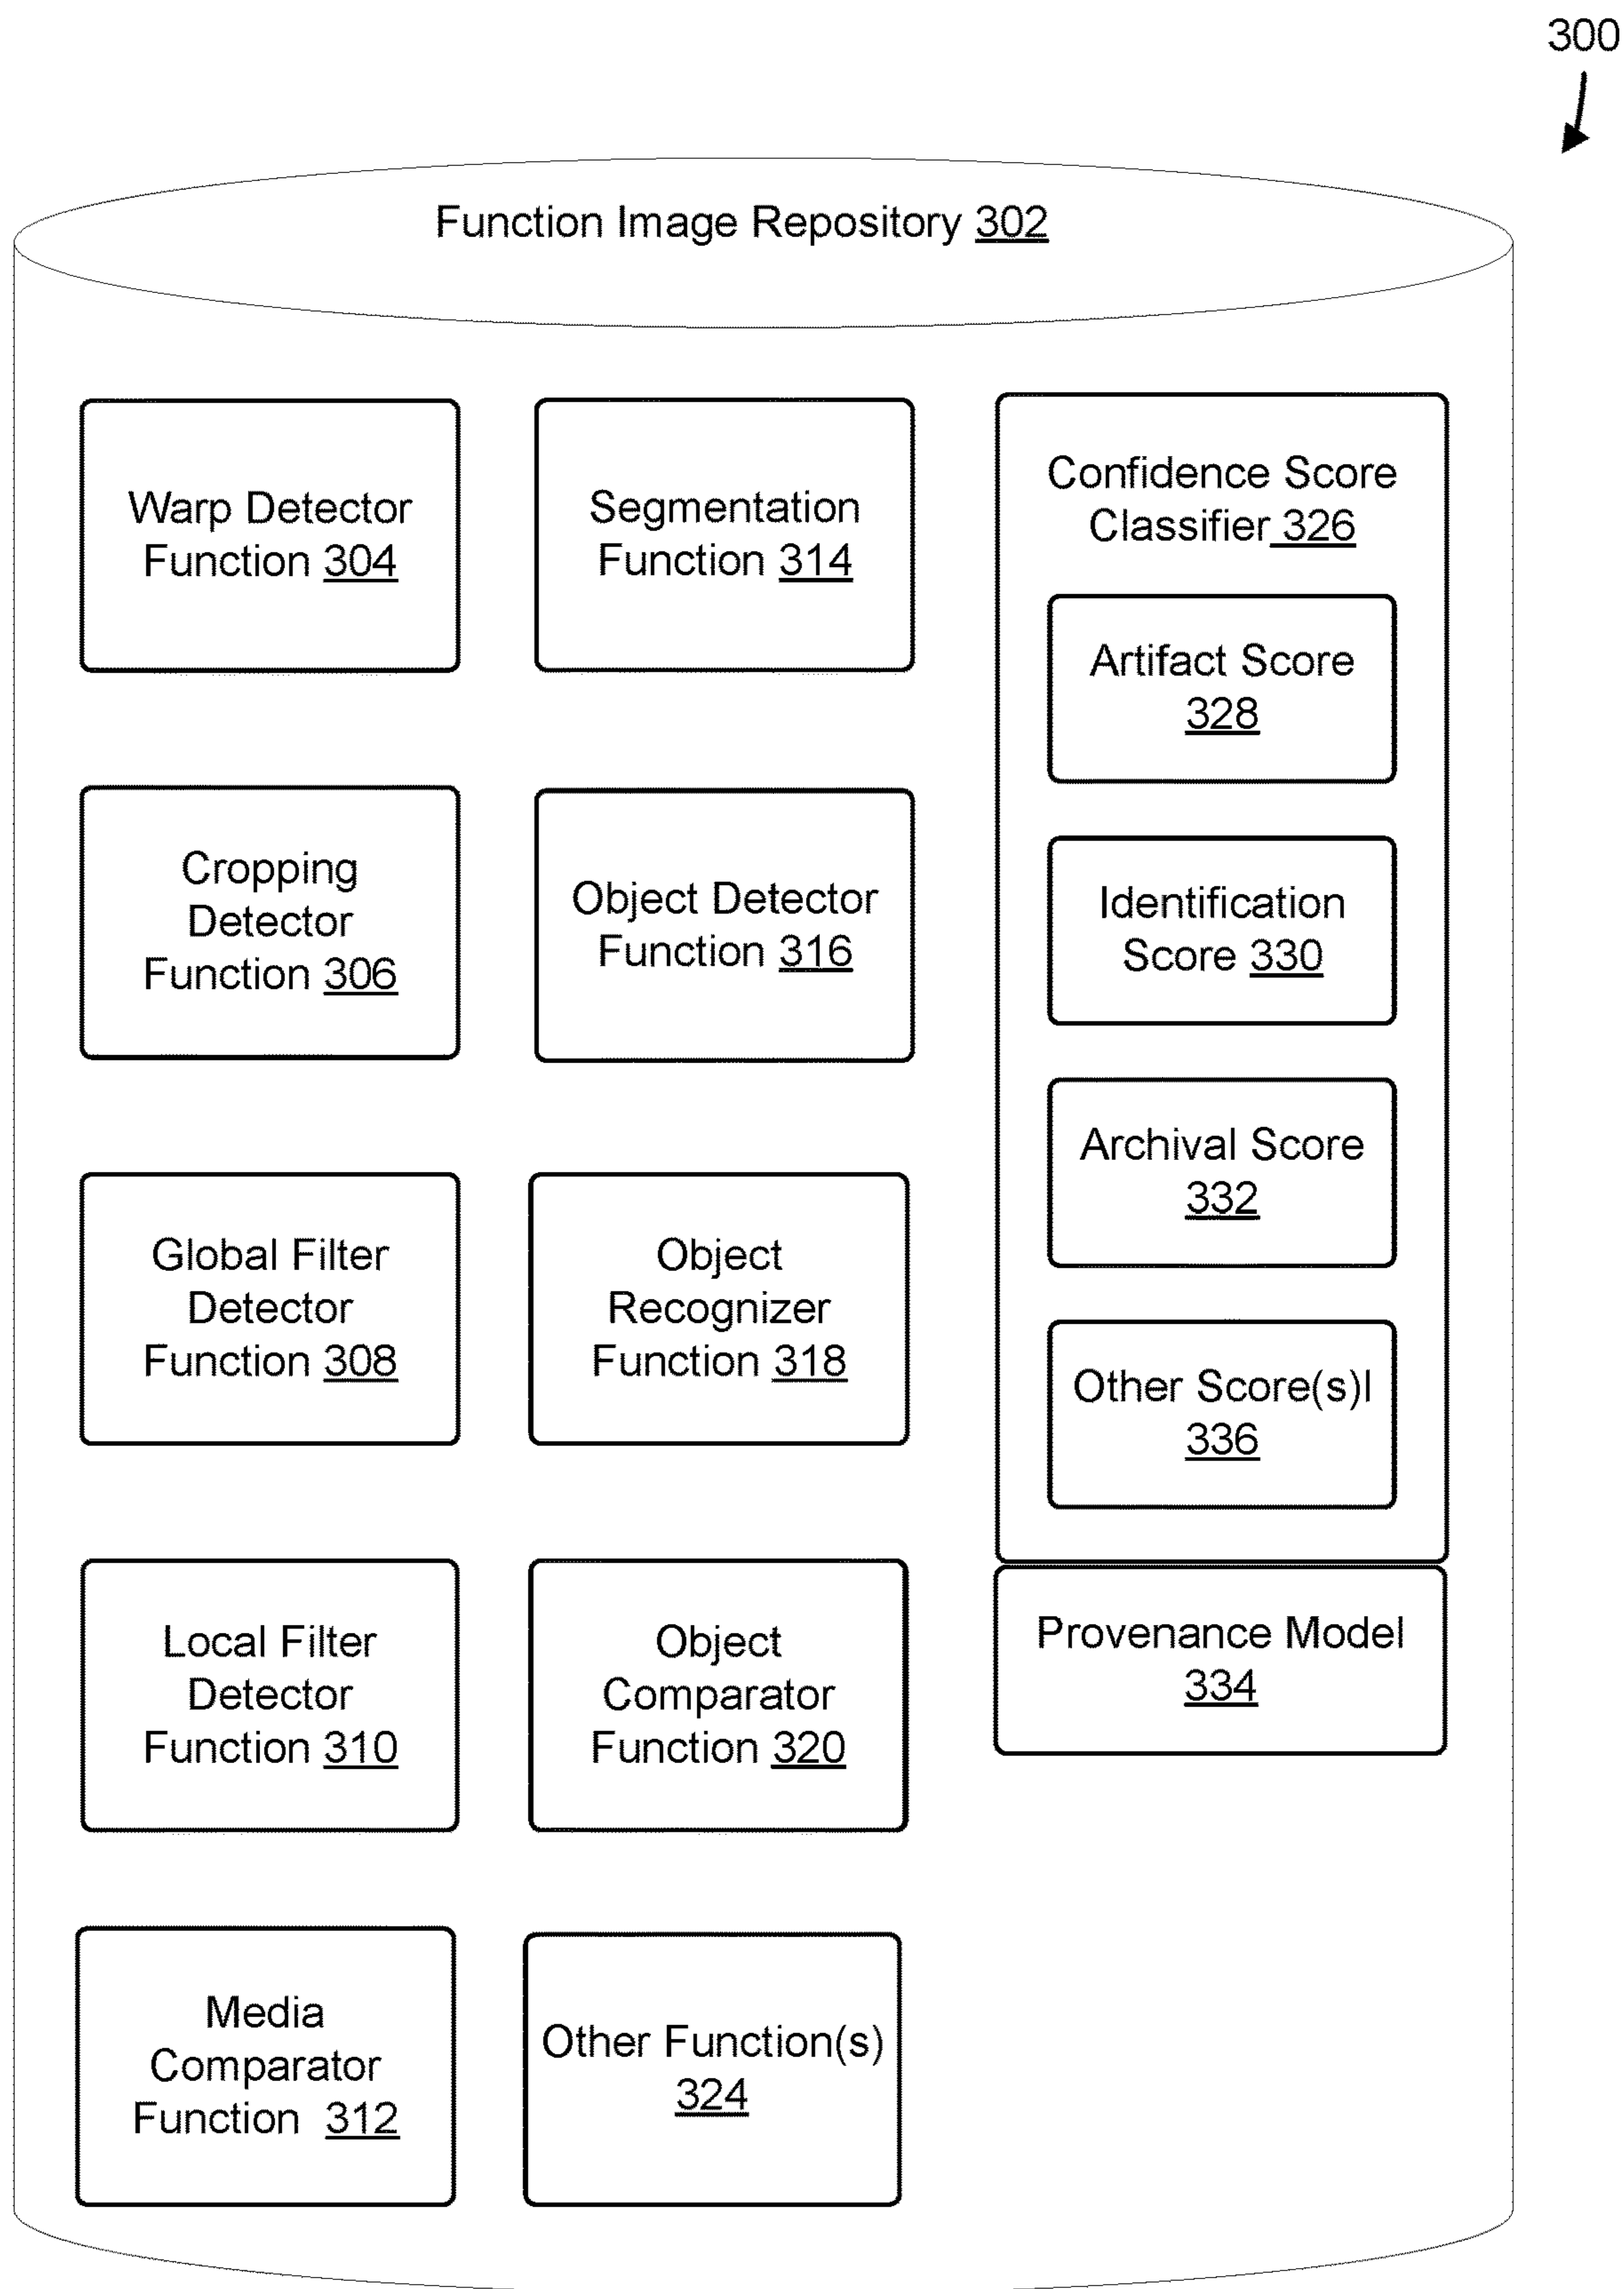 300
Function Image Repository 302
Warp Detector
Function 304
Cropping
Detector
Function 306
Global Filter
Detector
Function 308
Local Filter
Detector
Function 310
Media
Comparator
Function 312
Segmentation
Function 314
Object Detector
Function 316
Object
Recognizer
Function 318
Object
Comparator
Function 320
Other Function(s)
324
Confidence Score
Classifier 326
Artifact Score
328
Identification
Score 330
Archival Score
332
Other Score(s)l
336
Provenance Model
334